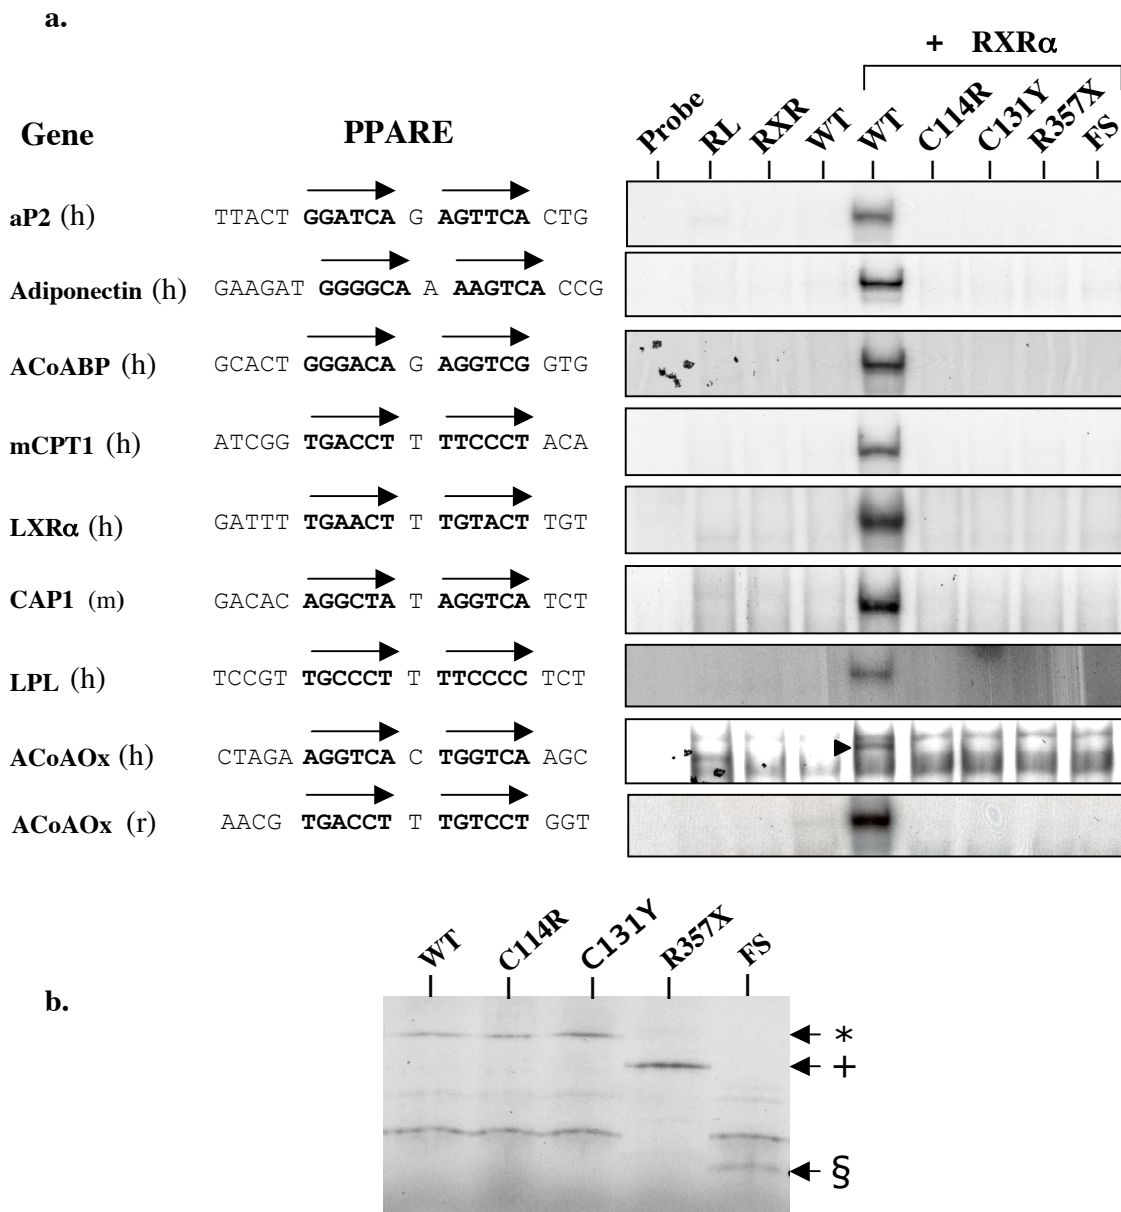 a.
+ RXRα
Gene PPARE Probe RL RXR WT WT C114R C131Y R357X FS
aP2 (h) TTACT GGATCA G AGTTCA CTG
Adiponectin (h) GAAGAT GGGGCA A AAGTCA CCG
ACoABP (h) GCACT GGGACA G AGGTCG GTG
mCPT1 (h) ATCGG TGACCT T TTCCCT ACA
LXRα (h) GATTT TGAACT T TGTACT TGT
CAP1 (m) GACAC AGGCTA T AGGTCA TCT
LPL (h) TCCGT TGCCCT T TTCCCC TCT
ACoAOx (h) CTAGA AGGTCA C TGGTCA AGC
ACoAOx (r) AACG TGACCT T TGTCCT GGT
b.
WT C114R C131Y R357X FS
*
+
§